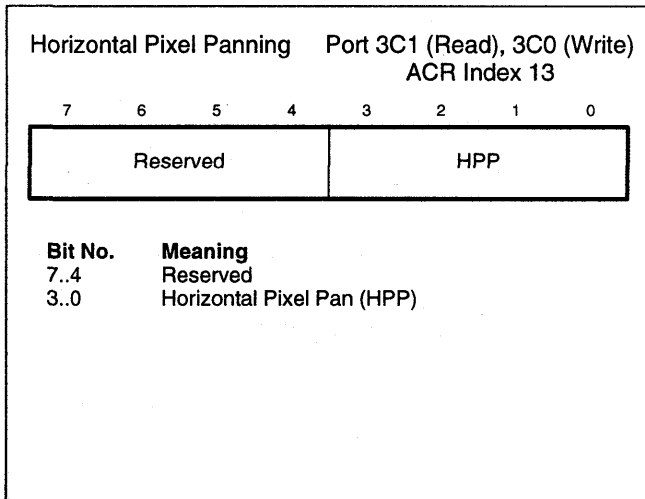 Horizontal Pixel Panning Port 3C1 (Read), 3C0 (Write)
ACR Index 13
7 6 5 4 3 2 1 0
Reserved HPP
Bit No. Meaning
7..4 Reserved
3..0 Horizontal Pixel Pan (HPP)